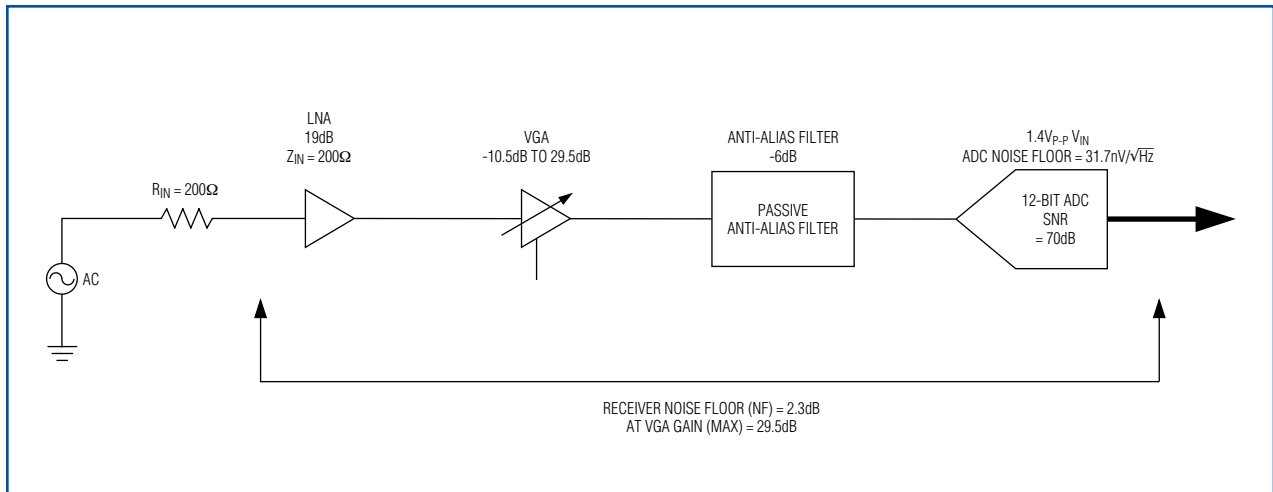 LNA
19dB
Z_IN = 200Ω
VGA
-10.5dB TO 29.5dB
ANTI-ALIAS FILTER
-6dB
1.4V_P-P V_IN
ADC NOISE FLOOR = 31.7nV/√Hz
R_IN = 200Ω
PASSIVE
ANTI-ALIAS FILTER
12-BIT ADC
SNR
= 70dB
AC
RECEIVER NOISE FLOOR (NF) = 2.3dB
AT VGA GAIN (MAX) = 29.5dB